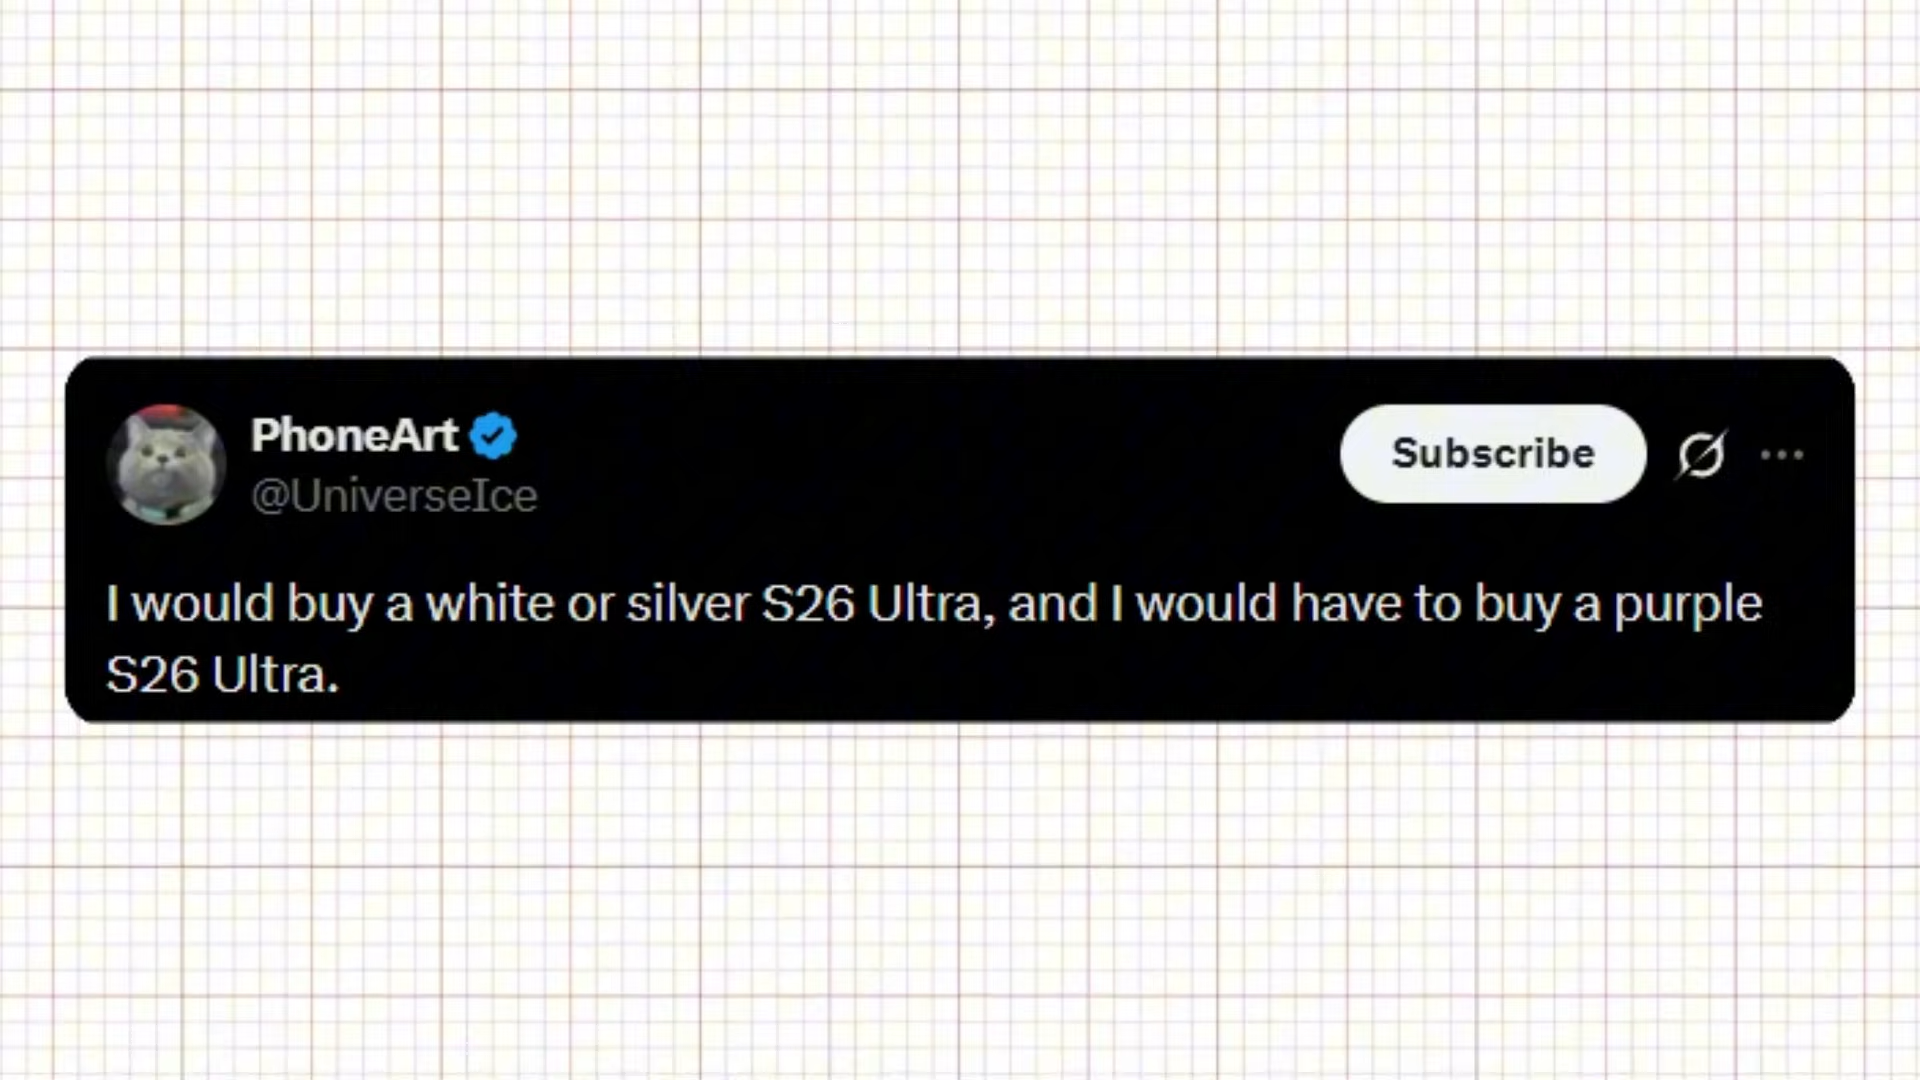 PhoneArt
@UniverseIce
Subscribe
I would buy a white or silver S26 Ultra, and I would have to buy a purple
S26 Ultra.